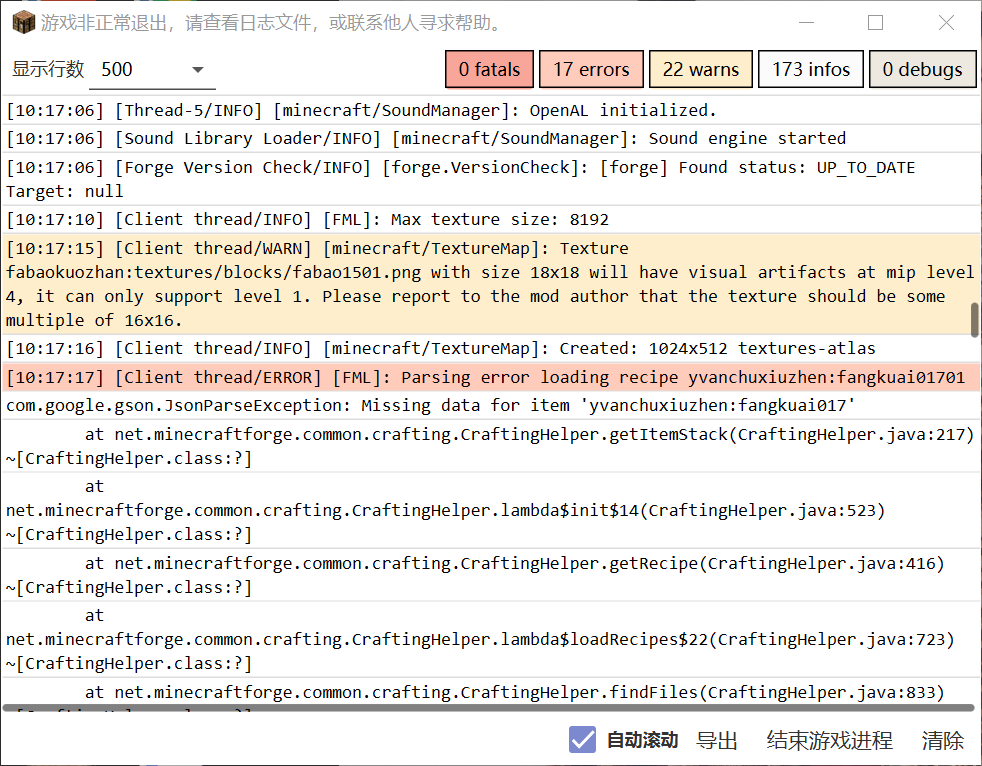 游戏非正常退出，请查看日志文件，或联系他人寻求帮助。
显示行数 500 0 fatals 17 errors 22 warns 173 infos 0 debugs
[10:17:06] [Thread-5/INFO] [minecraft/SoundManager]: OpenAL initialized.
[10:17:06] [Sound Library Loader/INFO] [minecraft/SoundManager]: Sound engine started
[10:17:06] [Forge Version Check/INFO] [forge.VersionCheck]: [forge] Found status: UP_TO_DATE
Target: null
[10:17:10] [Client thread/INFO] [FML]: Max texture size: 8192
[10:17:15] [Client thread/WARN] [minecraft/TextureMap]: Texture
fabaokuozhan:textures/blocks/fabao1501.png with size 18x18 will have visual artifacts at mip level
4, it can only support level 1. Please report to the mod author that the texture should be some
multiple of 16x16.
[10:17:16] [Client thread/INFO] [minecraft/TextureMap]: Created: 1024x512 textures-atlas
[10:17:17] [Client thread/ERROR] [FML]: Parsing error loading recipe yvanchuxiuzhen:fangkuai01701
com.google.gson.JsonParseException: Missing data for item 'yvanchuxiuzhen:fangkuai017'
at net.minecraftforge.common.crafting.CraftingHelper.getItemStack(CraftingHelper.java:217)
~[CraftingHelper.class:?]
at
net.minecraftforge.common.crafting.CraftingHelper.lambda$init$14(CraftingHelper.java:523)
~[CraftingHelper.class:?]
at net.minecraftforge.common.crafting.CraftingHelper.getRecipe(CraftingHelper.java:416)
~[CraftingHelper.class:?]
at
net.minecraftforge.common.crafting.CraftingHelper.lambda$loadRecipes$22(CraftingHelper.java:723)
~[CraftingHelper.class:?]
at net.minecraftforge.common.crafting.CraftingHelper.findFiles(CraftingHelper.java:833)
自动滚动 导出 结束游戏进程 清除